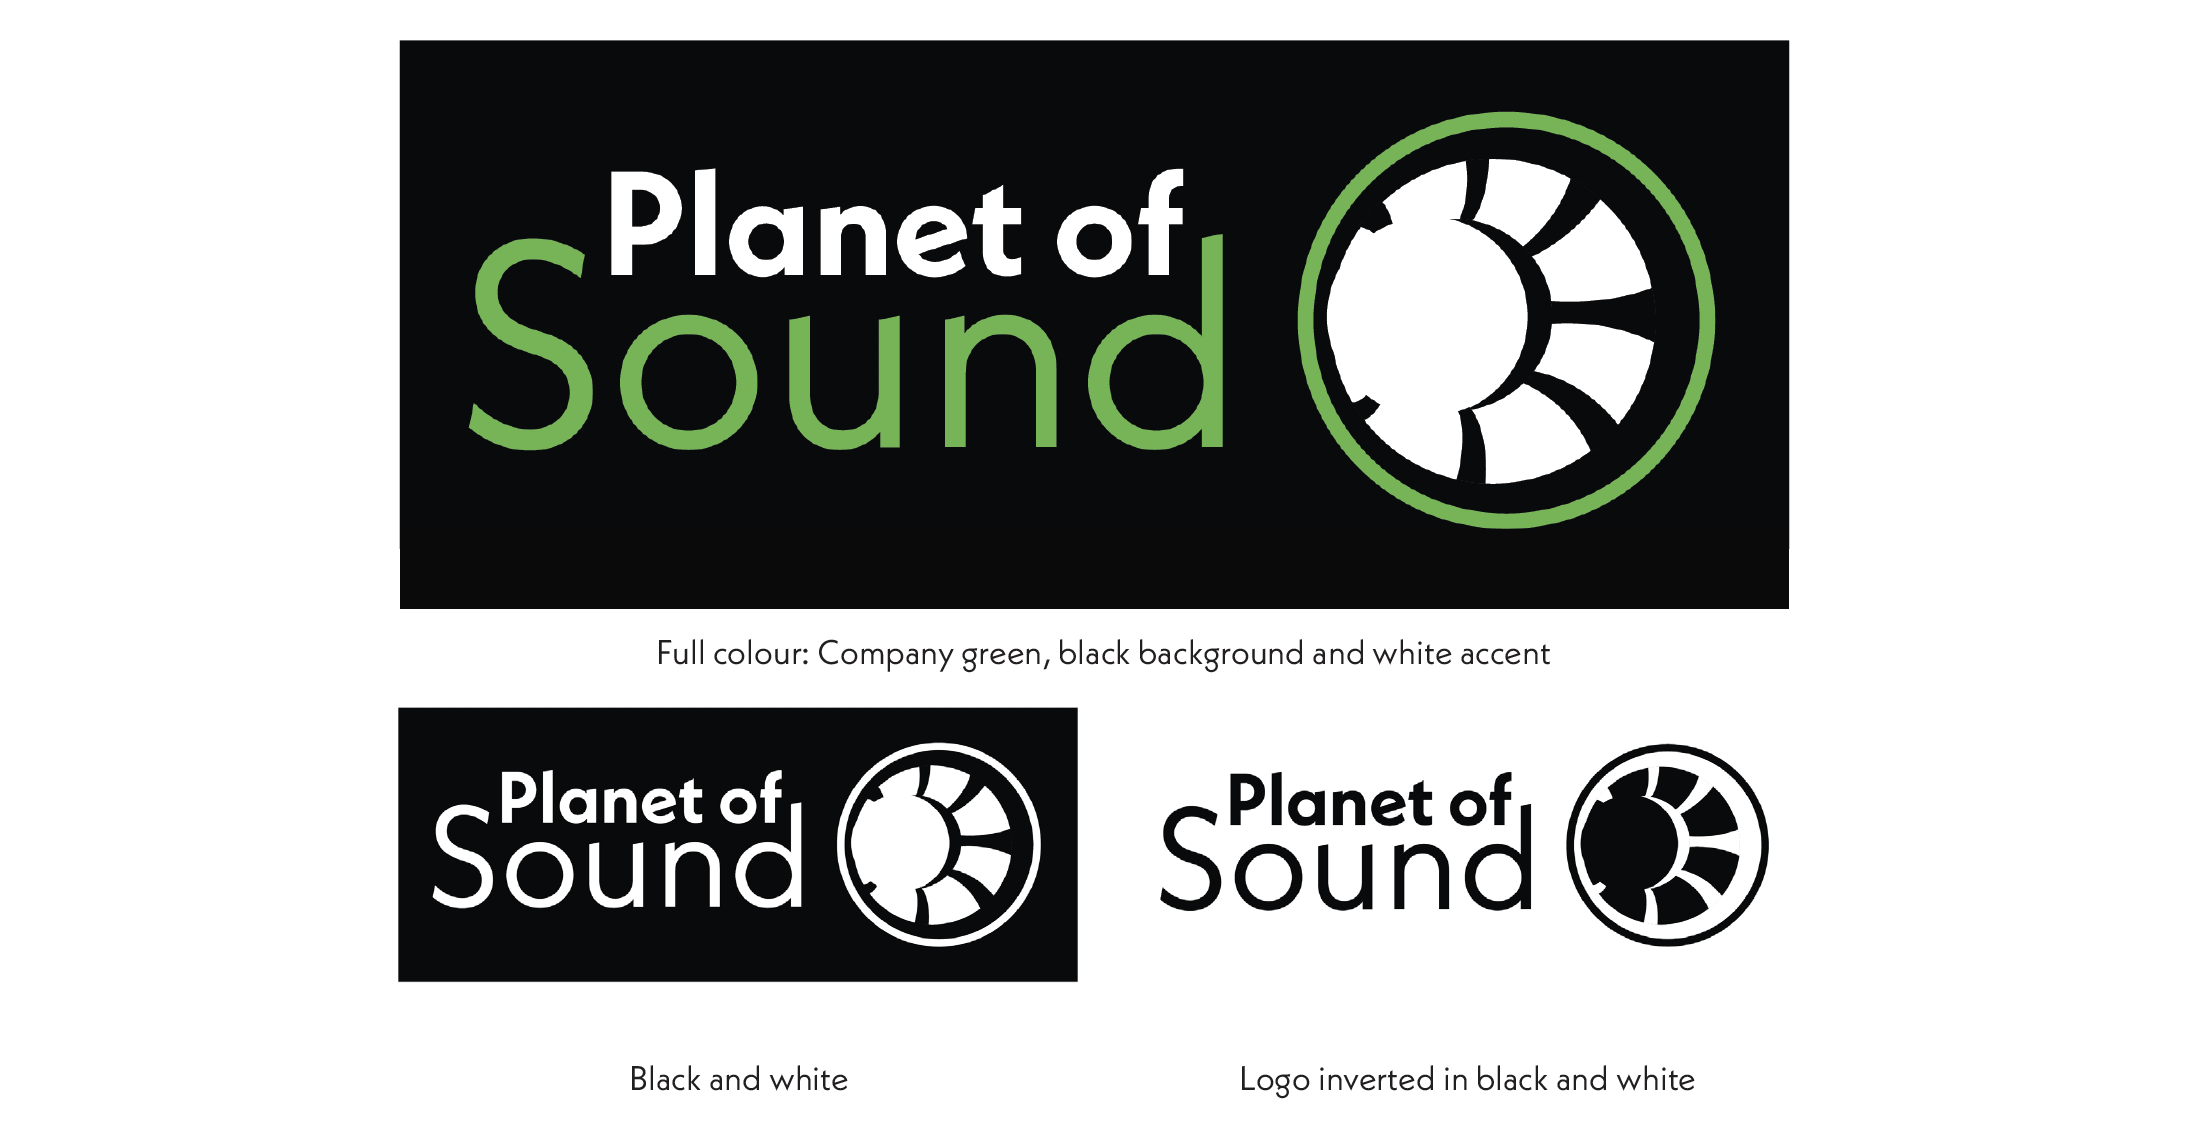 Planet of
Sound
Full colour: Company green, black background and white accent
Planet of
Sound
Planet of
Sound
Black and white
Logo inverted in black and white